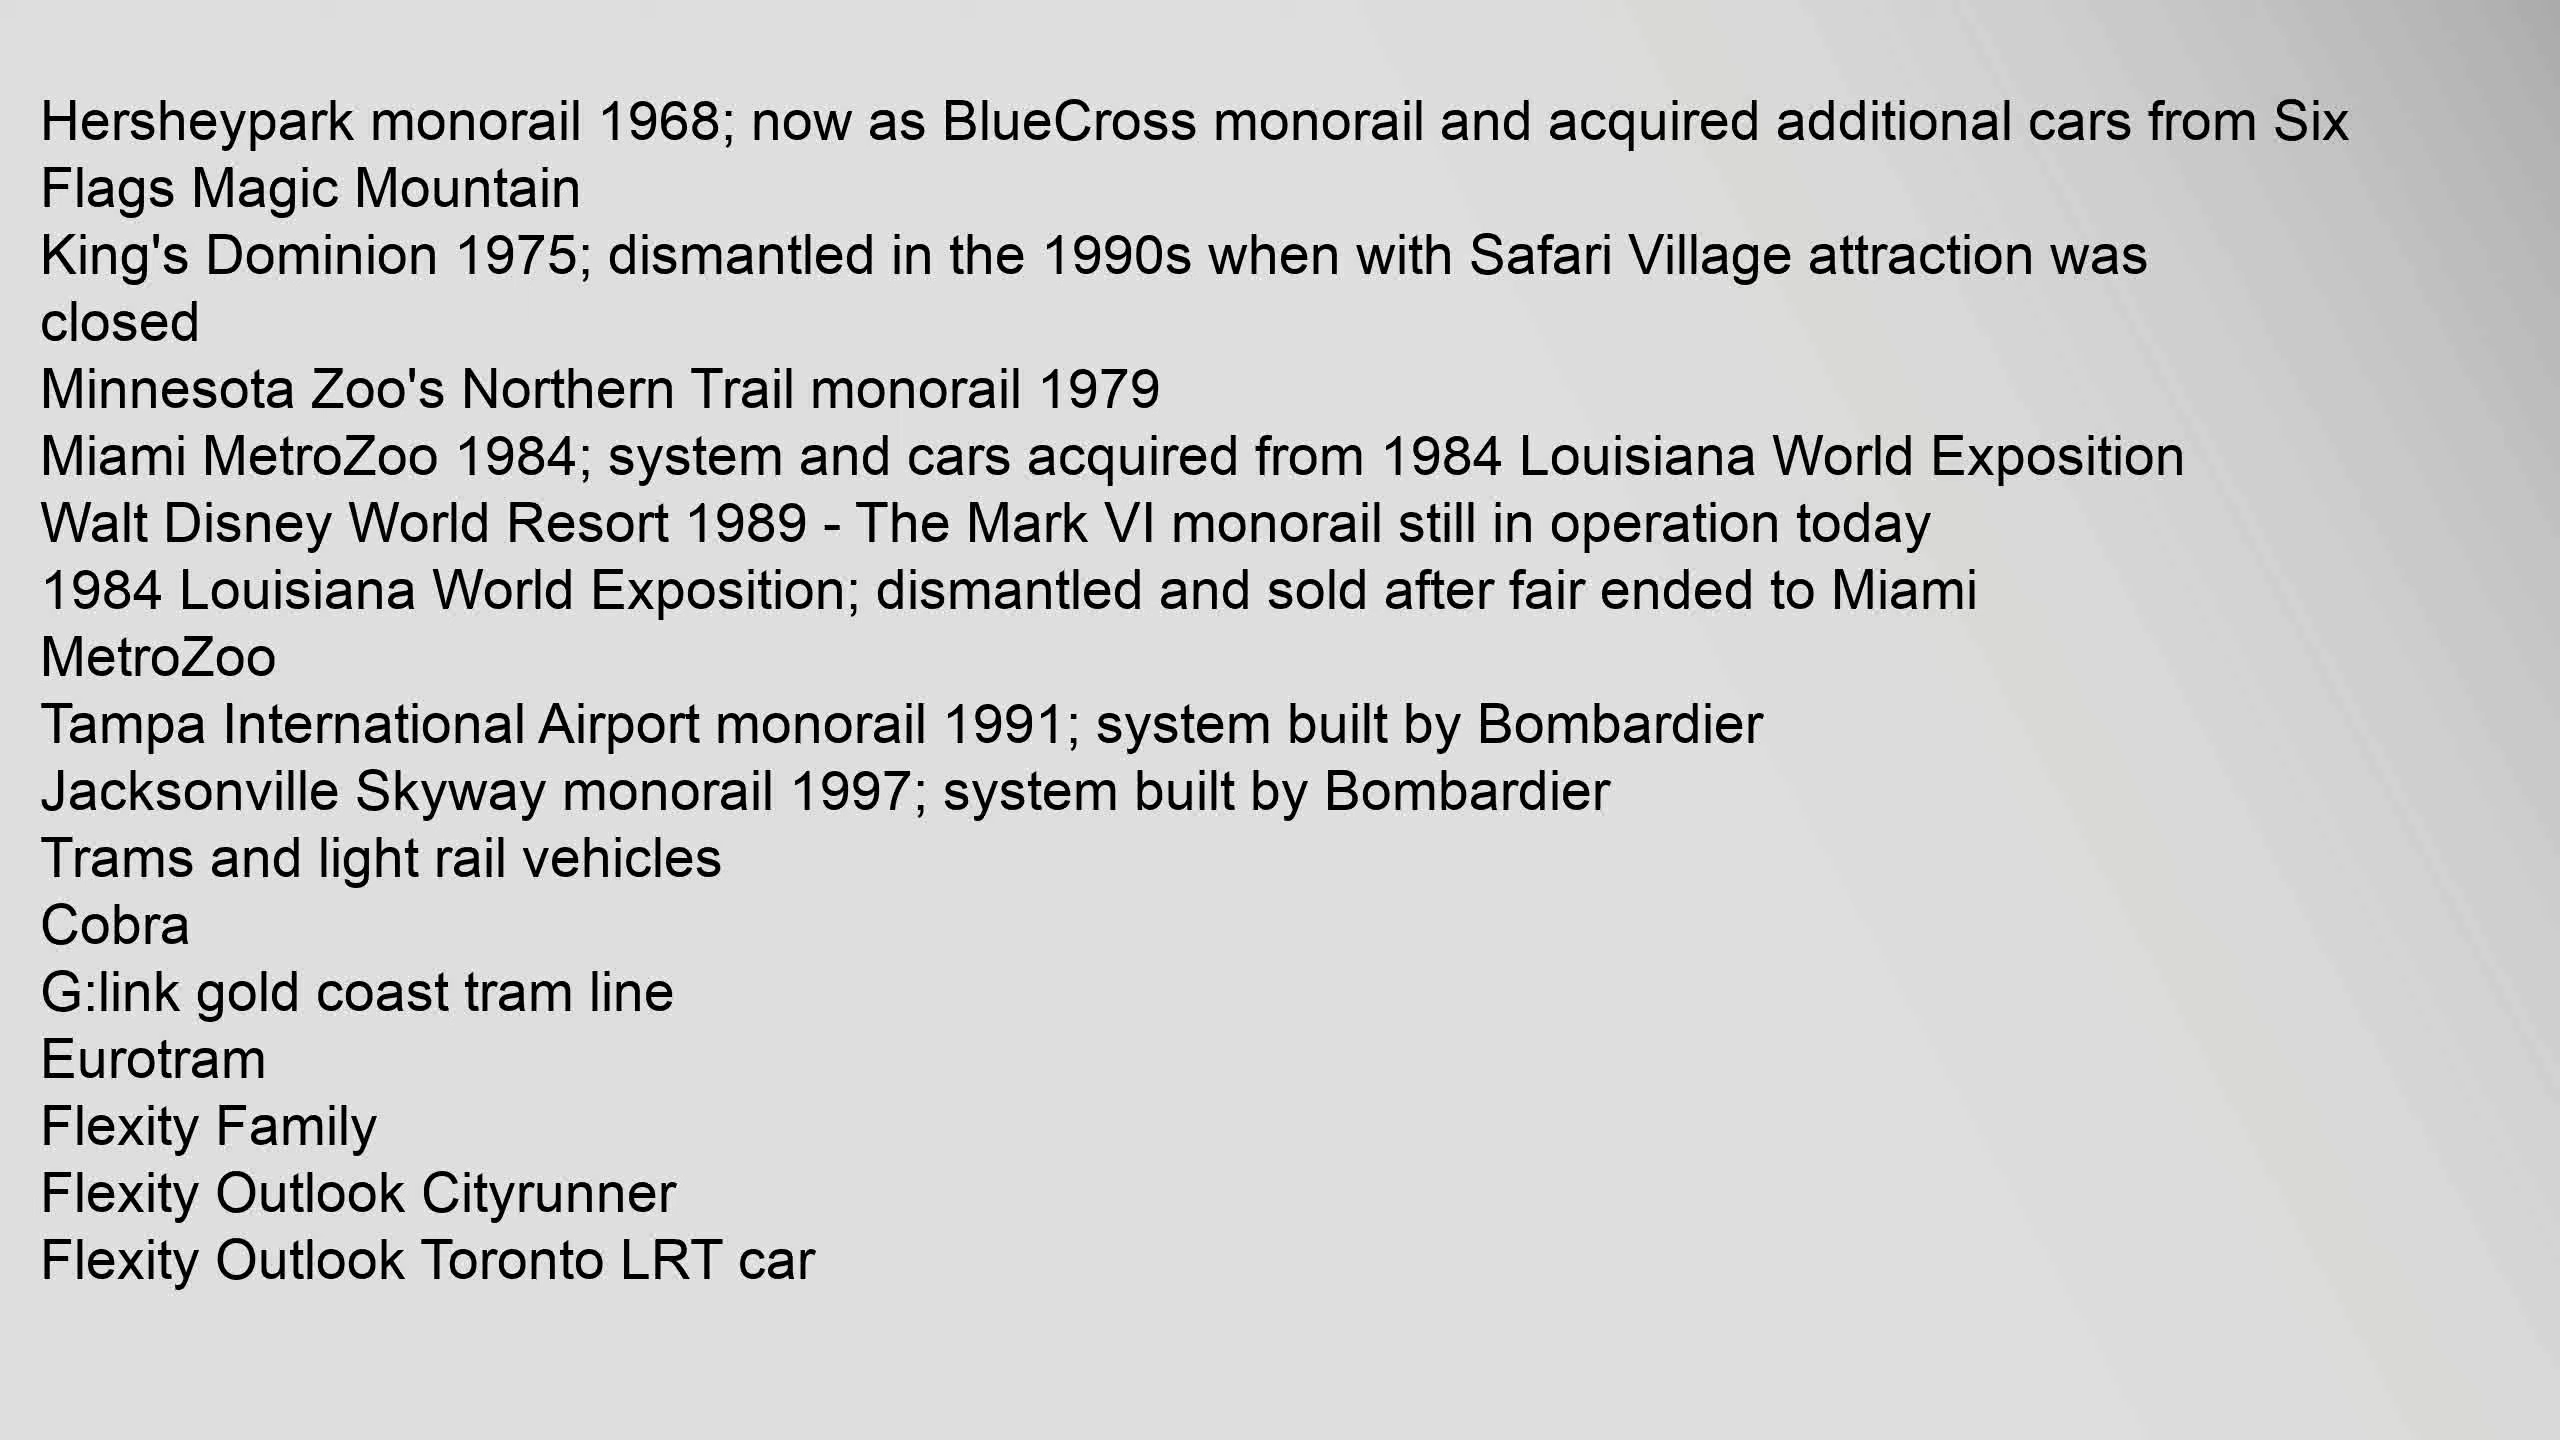 Hersheypark monorail 1968; now as BlueCross monorail and acquired additional cars from Six
Flags Magic Mountain
King's Dominion 1975; dismantled in the 1990s when with Safari Village attraction was
closed
Minnesota Zoo's Northern Trail monorail 1979
Miami MetroZoo 1984; system and cars acquired from 1984 Louisiana World Exposition
Walt Disney World Resort 1989 - The Mark VI monorail still in operation today
1984 Louisiana World Exposition; dismantled and sold after fair ended to Miami
MetroZoo
Tampa International Airport monorail 1991; system built by Bombardier
Jacksonville Skyway monorail 1997; system built by Bombardier
Trams and light rail vehicles
Cobra
G:link gold coast tram line
Eurotram
Flexity Family
Flexity Outlook Cityrunner
Flexity Outlook Toronto LRT car